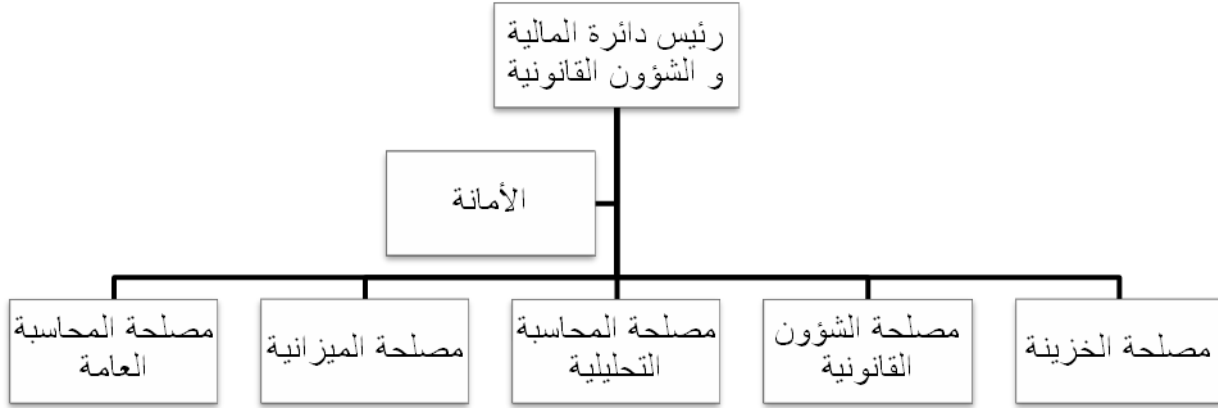 رئيس دائرة المالية
و الشؤون القانونية
الأمانة
مصلحة الخزينة
مصلحة الشؤون
القانونية
مصلحة المحاسبة
التحليلية
مصلحة الميزانية
مصلحة المحاسبة
العامة